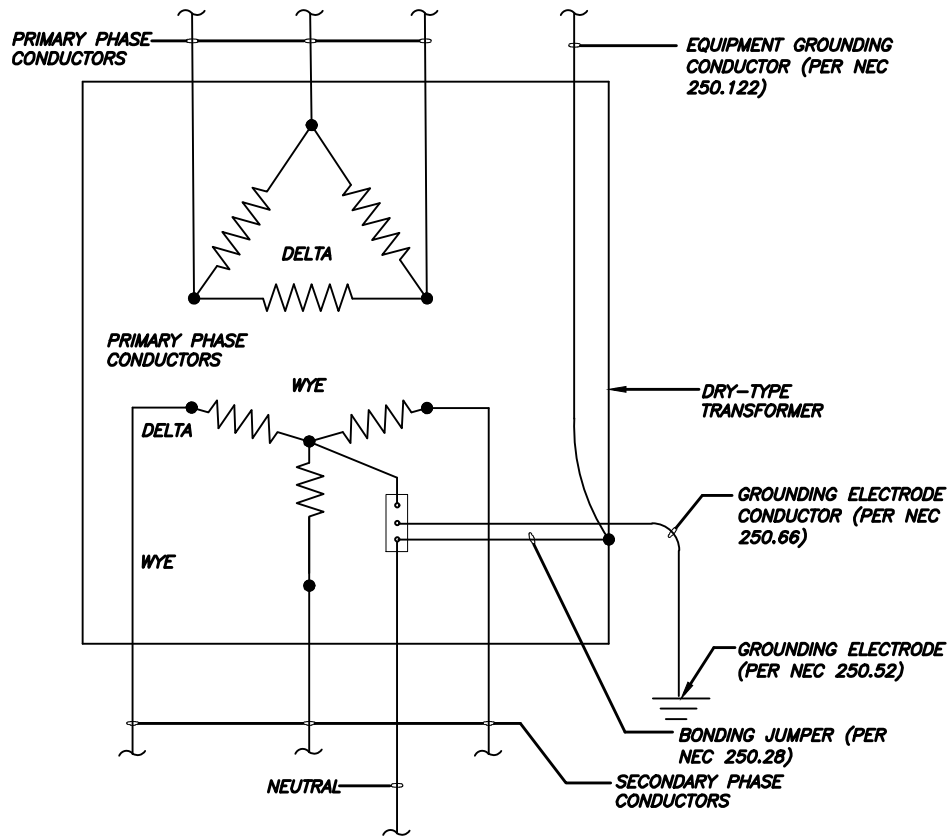 PRIMARY PHASE
CONDUCTORS
EQUIPMENT GROUNDING
CONDUCTOR (PER NEC
250.122)
DELTA
PRIMARY PHASE
CONDUCTORS
WYE
DRY-TYPE
TRANSFORMER
DELTA
GROUNDING ELECTRODE
CONDUCTOR (PER NEC
250.66)
WYE
GROUNDING ELECTRODE
(PER NEC 250.52)
BONDING JUMPER (PER
NEC 250.28)
NEUTRAL
SECONDARY PHASE
CONDUCTORS